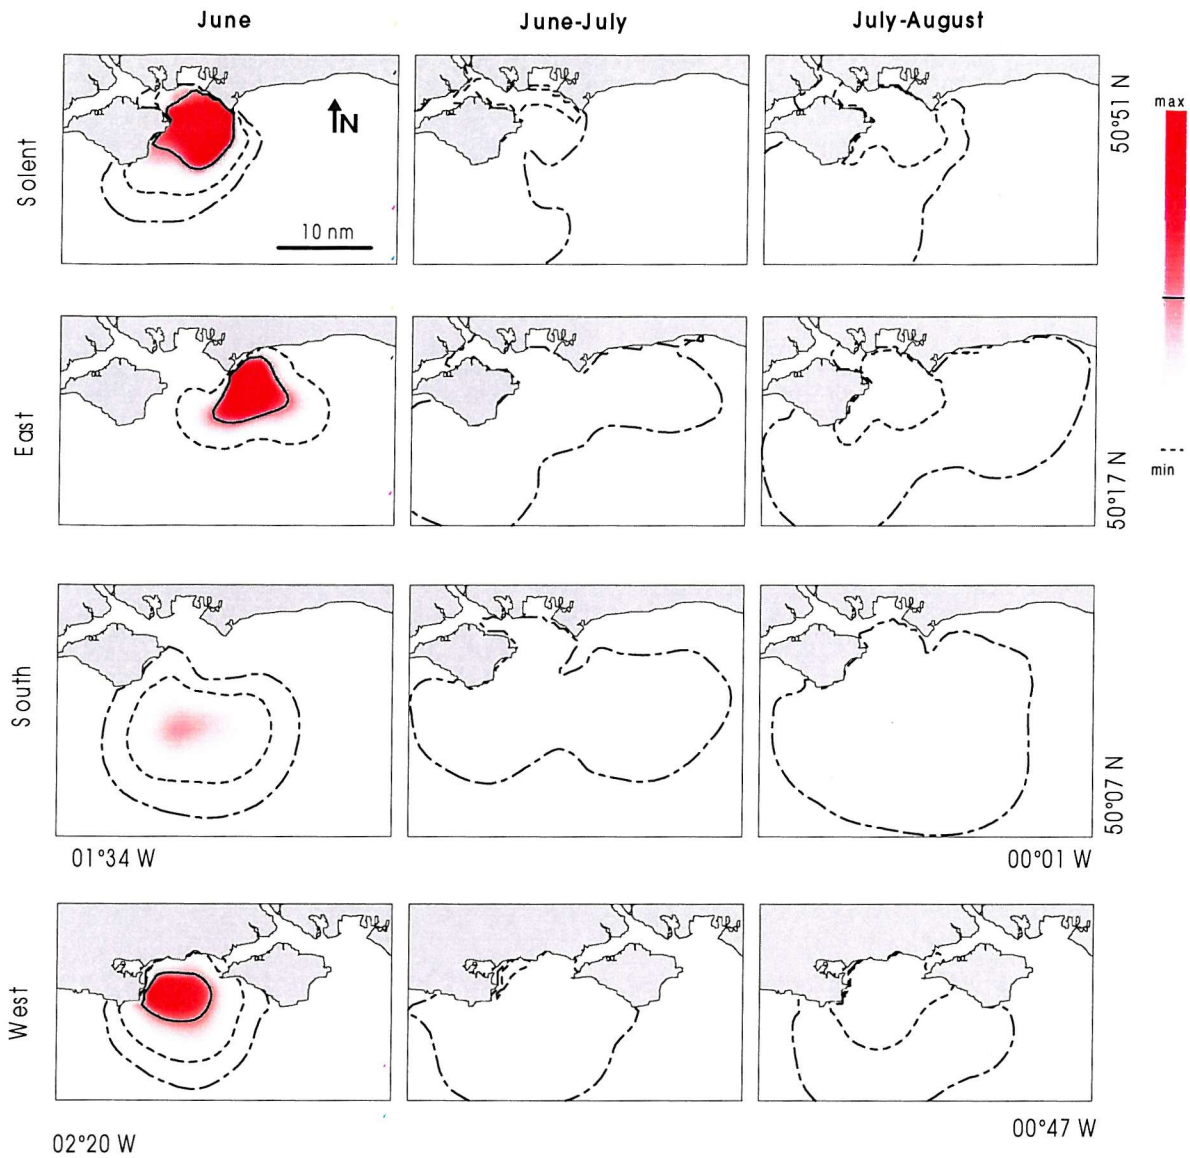 June June-July July-August
Solent
N
10 nm
50°51 N
max
East
50°17 N
min
South
50°07 N
01°34 W 00°01 W
West
02°20 W 00°47 W